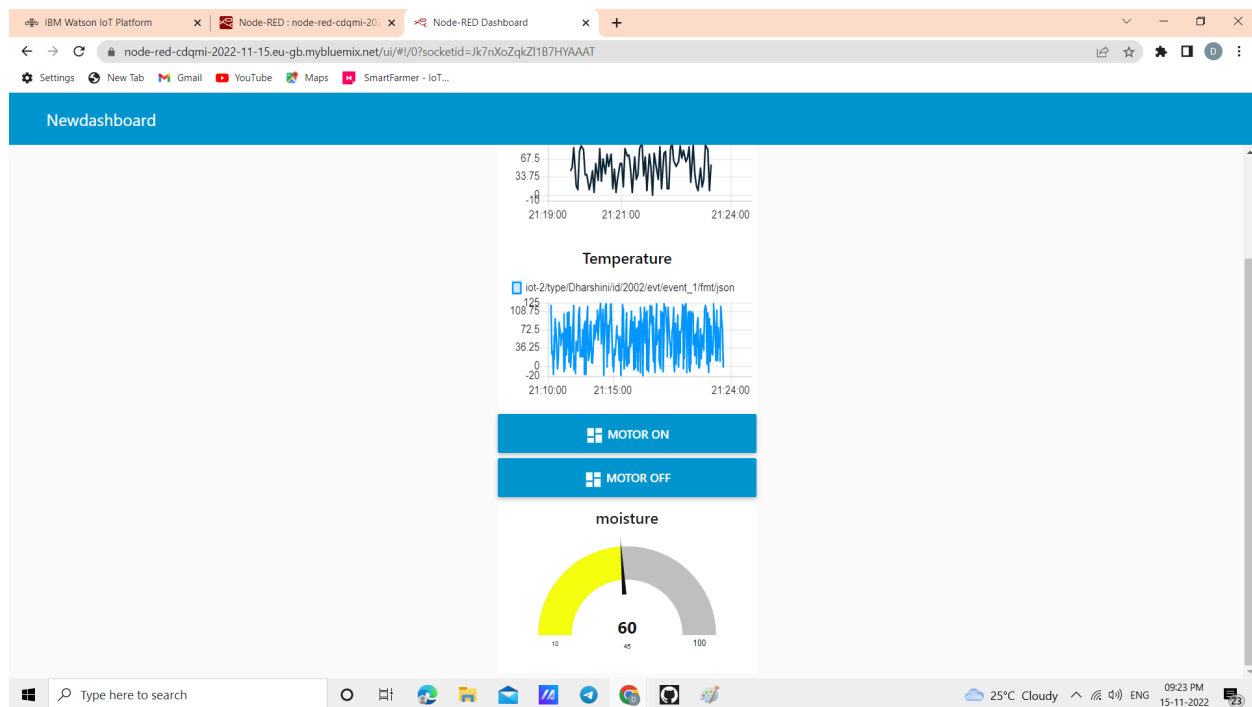 IBM Watson IoT Platform
Node-RED : node-red-cdqmi-202
Node-RED Dashboard
node-red-cdqmi-2022-11-15.eu-gb.mybluemix.net/ui/#!/0?socketid=Jk7nXoZqkZl1B7HYAAAT
D
Settings New Tab Gmail YouTube Maps SmartFarmer - IoT...
Newdashboard
67.5
33.75
0
-10
21:19:00 21:21:00 21:24:00
Temperature
iot-2/type/Dharshini/id/2002/evt/event_1/fmt/json
125
108.75
72.5
36.25
0
-20
21:10:00 21:15:00 21:24:00
MOTOR ON
MOTOR OFF
moisture
60
10 45 100
Type here to search
25°C Cloudy
ENG
09:23 PM
15-11-2022
23